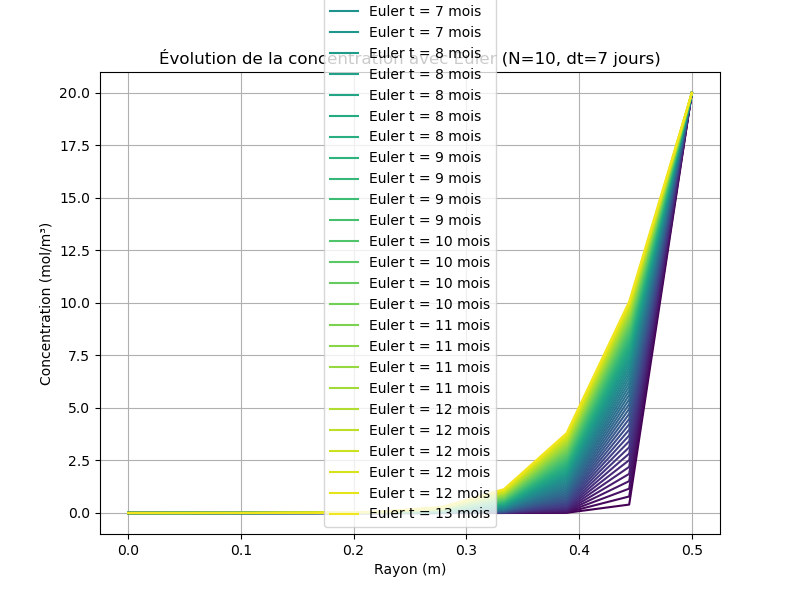 Euler t = 7 mois
Euler t = 7 mois
Euler t = 8 mois
Évolution de la concentration avec Euler (N=10, dt=7 jours)
Euler t = 8 mois
Euler t = 8 mois
Euler t = 8 mois
Euler t = 8 mois
Euler t = 9 mois
Euler t = 9 mois
Euler t = 9 mois
Euler t = 9 mois
Euler t = 10 mois
Euler t = 10 mois
Euler t = 10 mois
Euler t = 10 mois
Euler t = 11 mois
Euler t = 11 mois
Euler t = 11 mois
Euler t = 11 mois
Euler t = 12 mois
Euler t = 12 mois
Euler t = 12 mois
Euler t = 12 mois
Euler t = 12 mois
Euler t = 13 mois
20.0
17.5
15.0
12.5
10.0
7.5
5.0
2.5
0.0
Concentration (mol/m³)
0.0 0.1 0.2 0.3 0.4 0.5
Rayon (m)